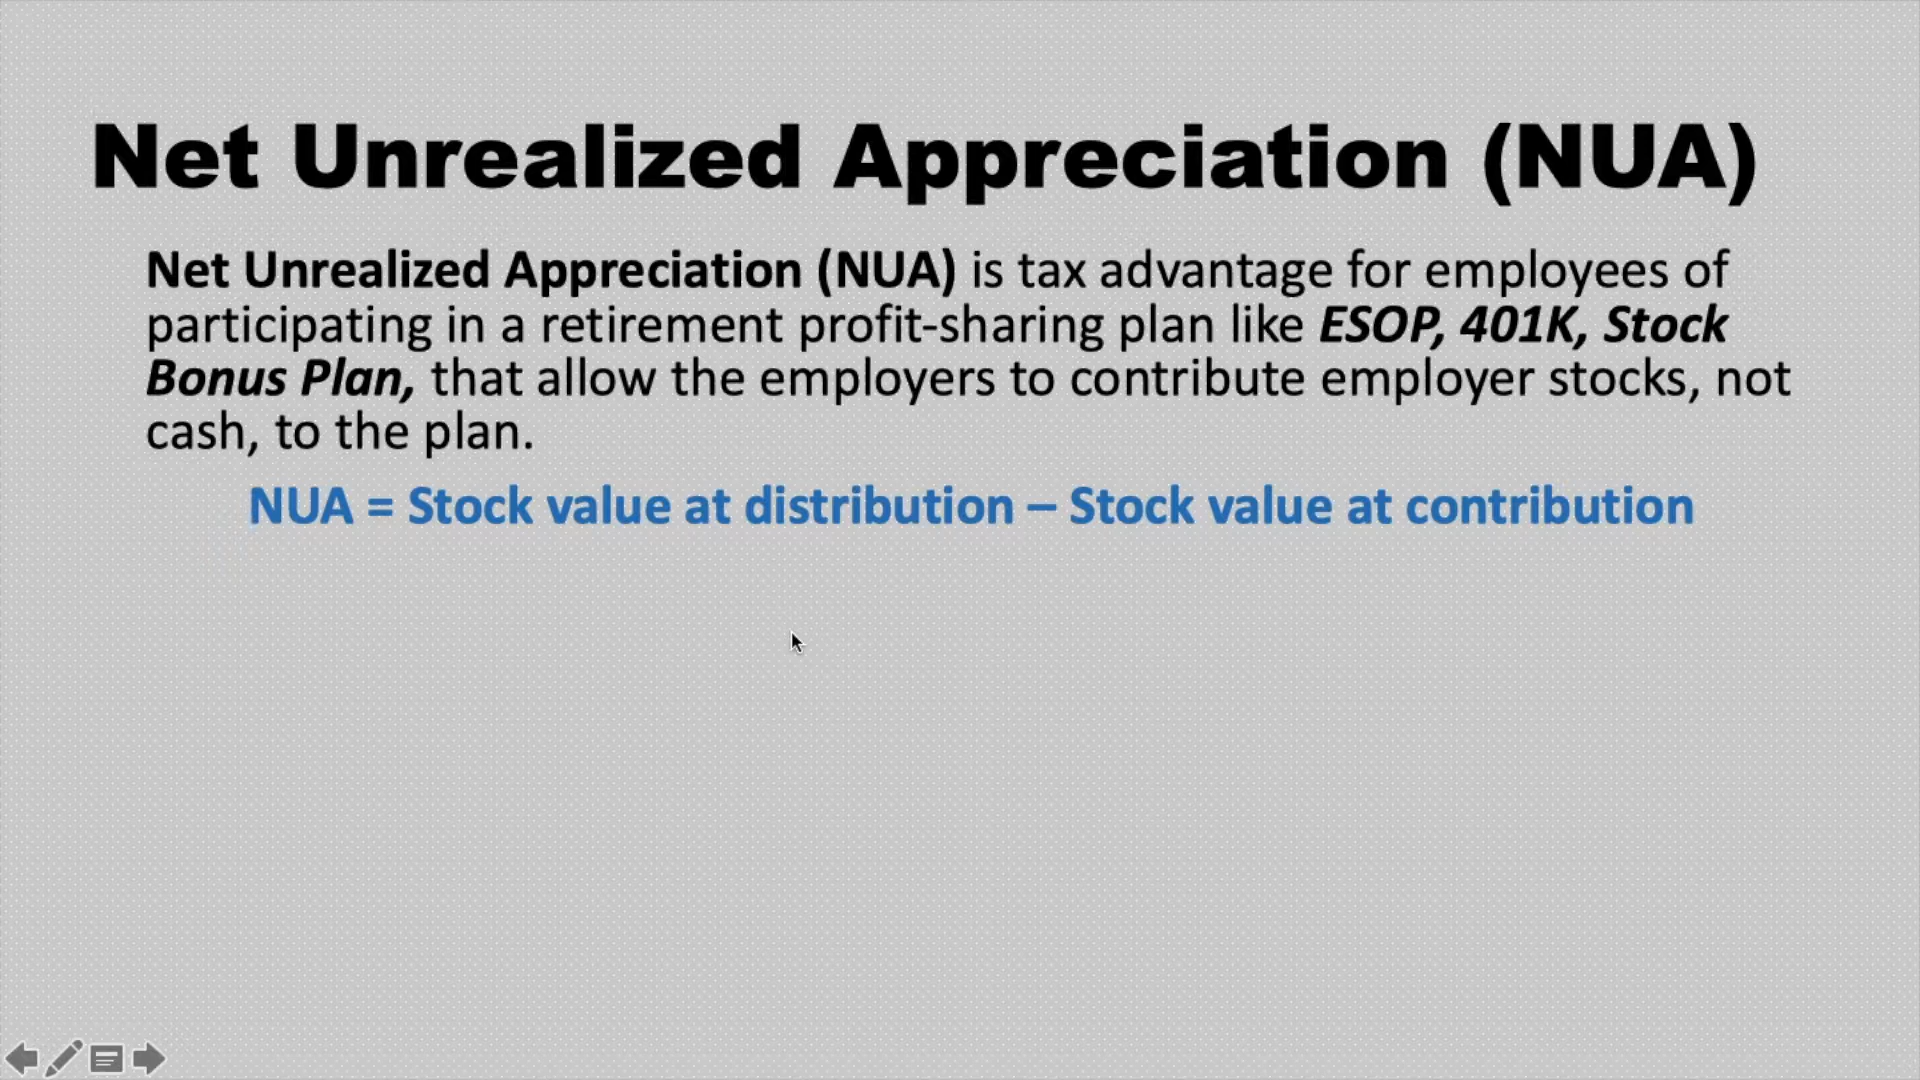 Net Unrealized Appreciation (NUA)
Net Unrealized Appreciation (NUA) is tax advantage for employees of
participating in a retirement profit-sharing plan like ESOP, 401K, Stock
Bonus Plan, that allow the employers to contribute employer stocks, not
cash, to the plan.
NUA = Stock value at distribution – Stock value at contribution